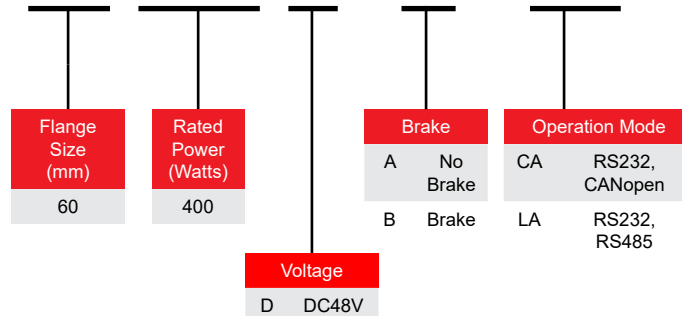 Flange
Size
(mm)
60
Rated
Power
(Watts)
400
Voltage
D DC48V
Brake
A No
Brake
B Brake
Operation Mode
CA RS232,
CANopen
LA RS232,
RS485